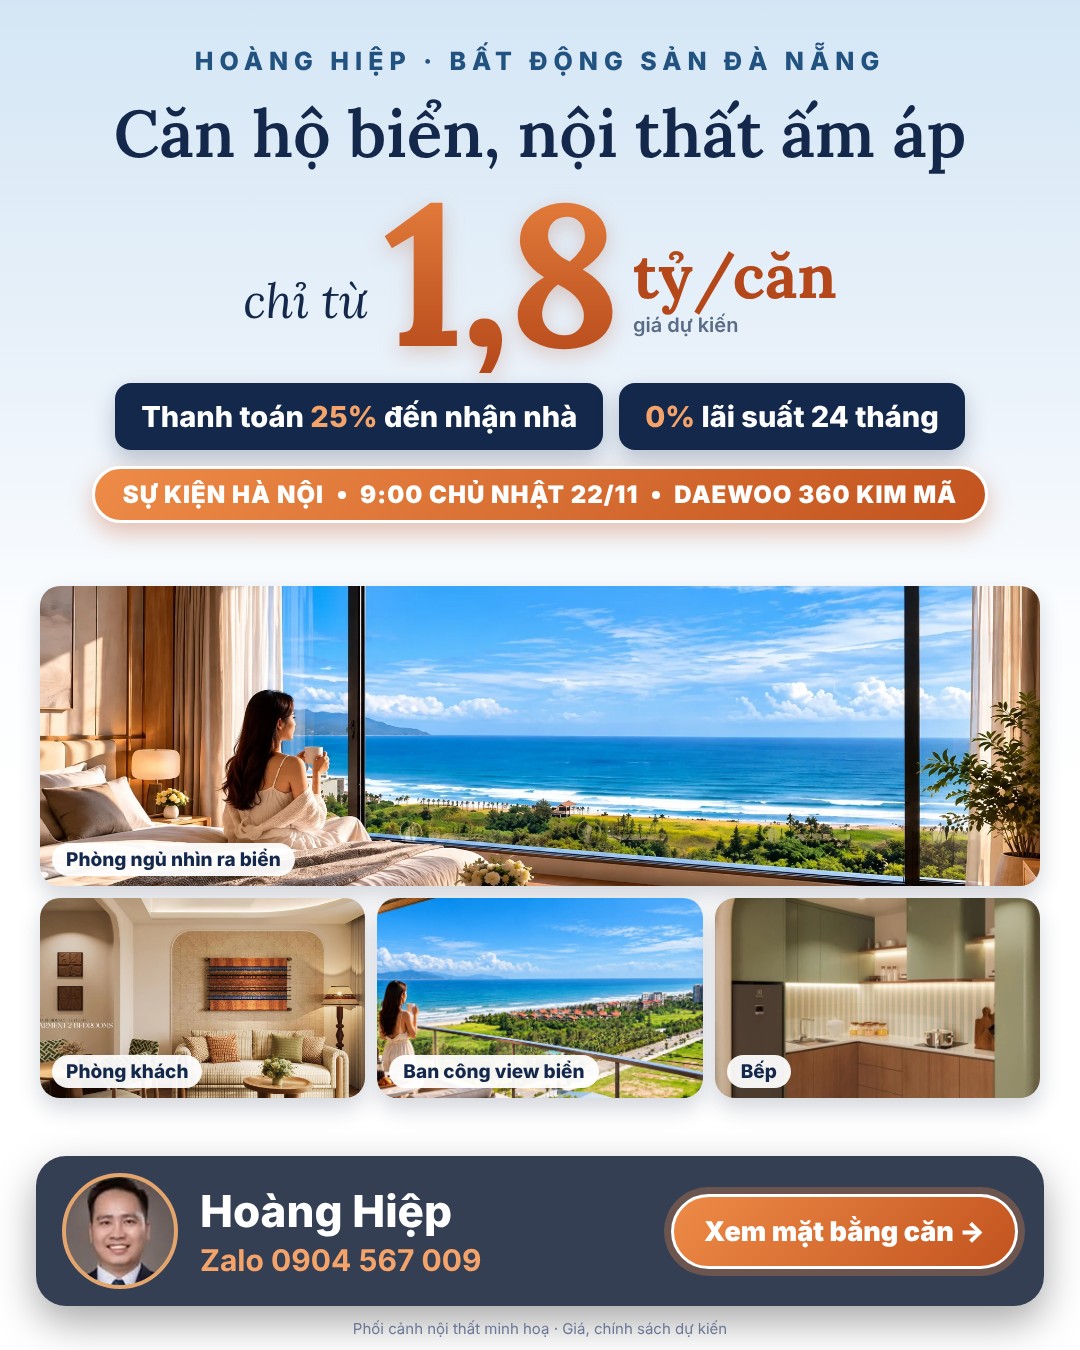 HOÀNG HIỆP · BẤT ĐỘNG SẢN ĐÀ NẴNG
Căn hộ biển, nội thất ấm áp
chỉ từ 1,8 tỷ/căn
giá dự kiến
Thanh toán 25% đến nhận nhà
0% lãi suất 24 tháng
SỰ KIỆN HÀ NỘI • 9:00 CHỦ NHẬT 22/11 • DAEWOO 360 KIM MÃ
Phòng ngủ nhìn ra biển
2 BEDROOMS
Phòng khách
Ban công view biển
Bếp
Hoàng Hiệp
Zalo 0904 567 009
Xem mặt bằng căn →
Phối cảnh nội thất minh hoạ · Giá, chính sách dự kiến